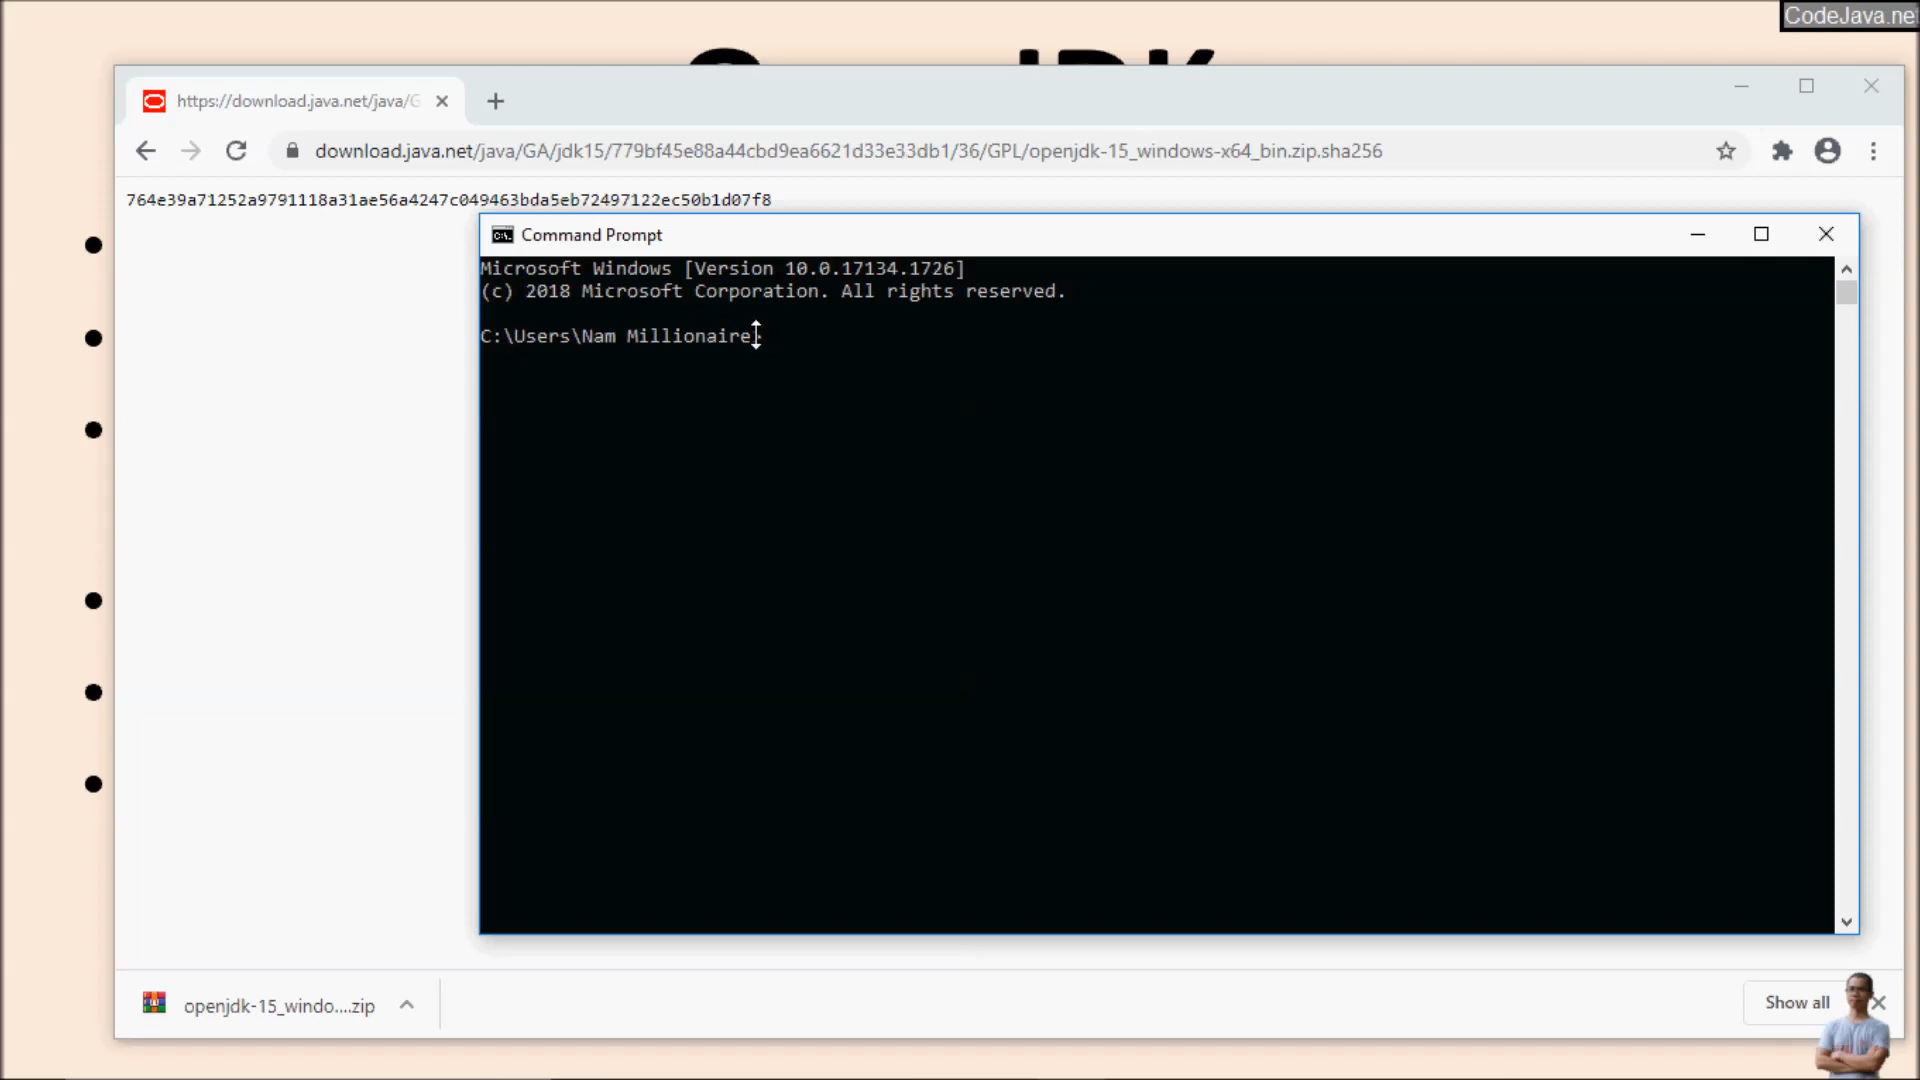 CodeJava.ne
https://download.java.net/java/G
download.java.net/java/GA/jdk15/779bf45e88a44cbd9ea6621d33e33db1/36/GPL/openjdk-15_windows-x64_bin.zip.sha256
764e39a71252a9791118a31ae56a4247c049463bda5eb72497122ec50b1d07f8
Command Prompt
Microsoft Windows [Version 10.0.17134.1726]
(c) 2018 Microsoft Corporation. All rights reserved.
C:\Users\Nam Millionaire
openjdk-15_windo....zip
Show all